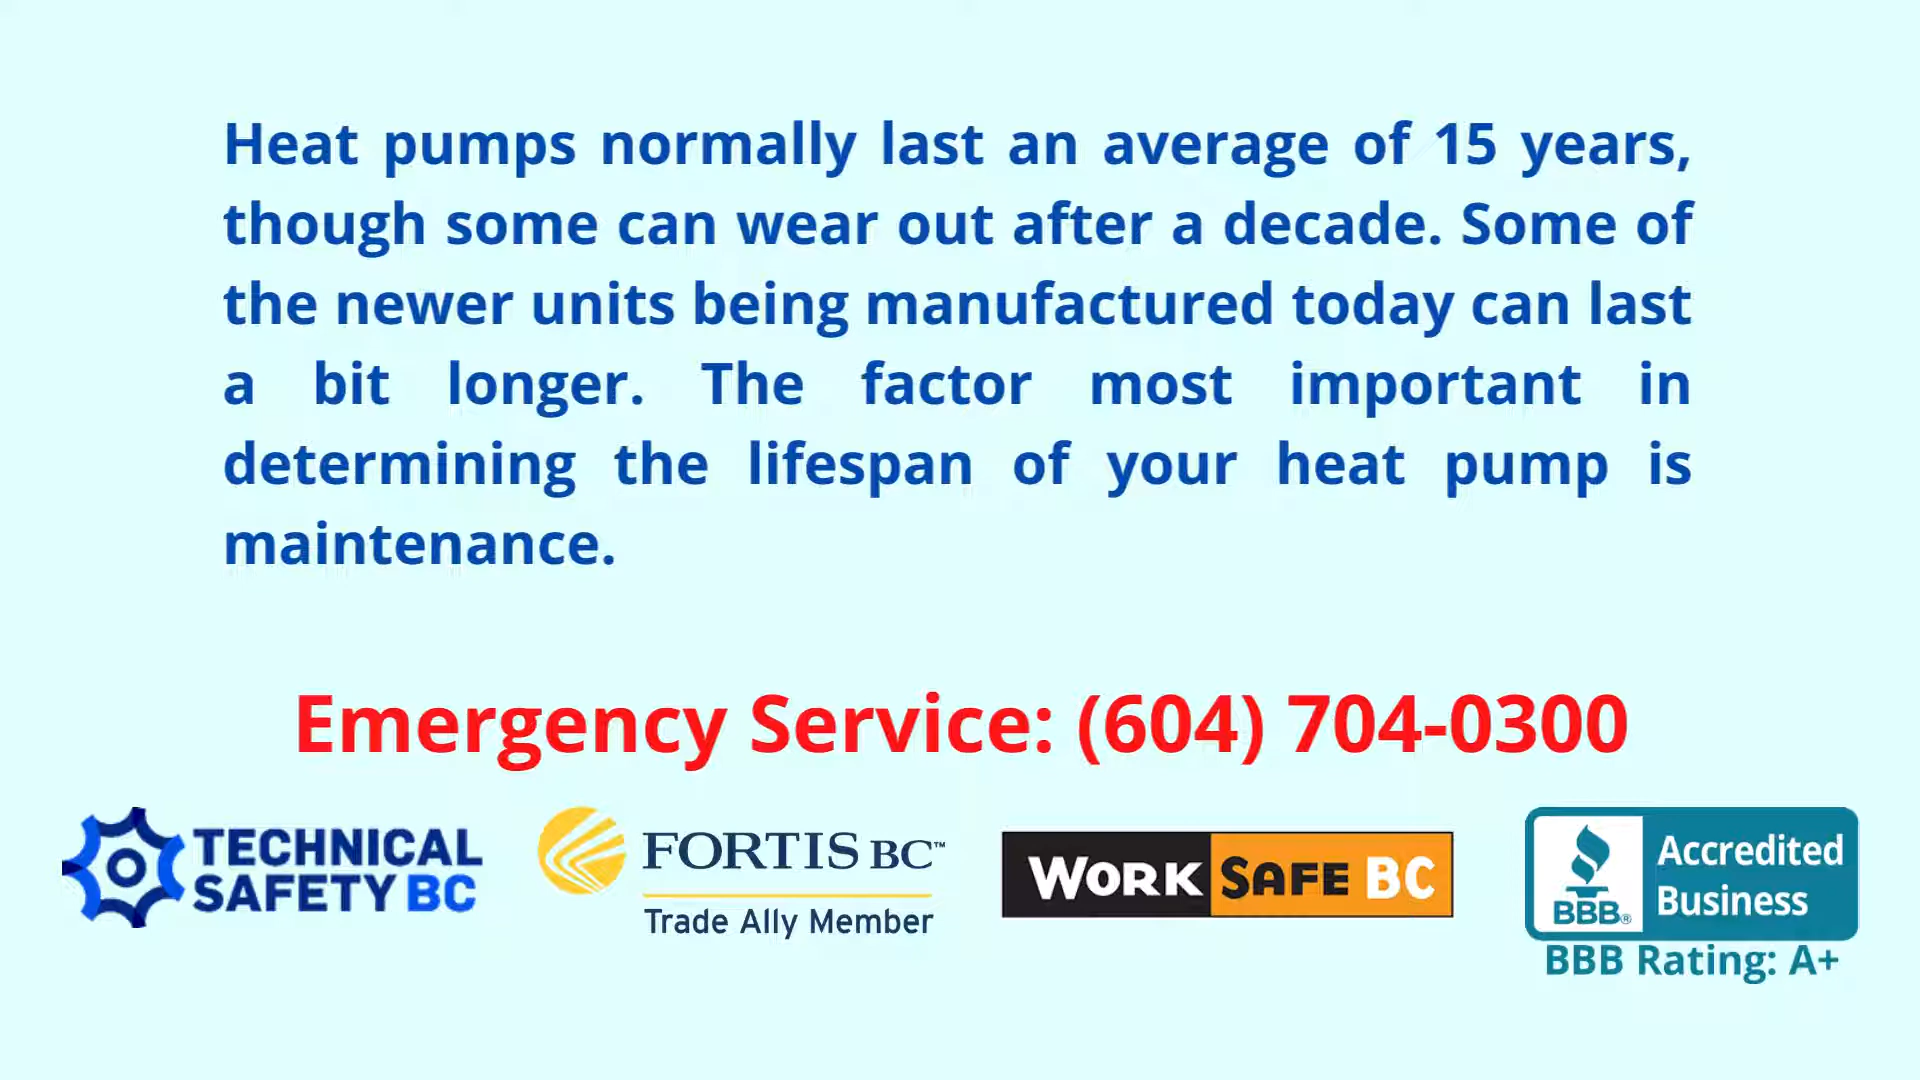 Heat pumps normally last an average of 15 years,
though some can wear out after a decade. Some of
the newer units being manufactured today can last
a bit longer. The factor most important in
determining the lifespan of your heat pump is
maintenance.
Emergency Service: (604) 704-0300
TECHNICAL
SAFETY BC
FORTIS BC™
Trade Ally Member
WORK SAFE BC
BBB®
Accredited
Business
BBB Rating: A+